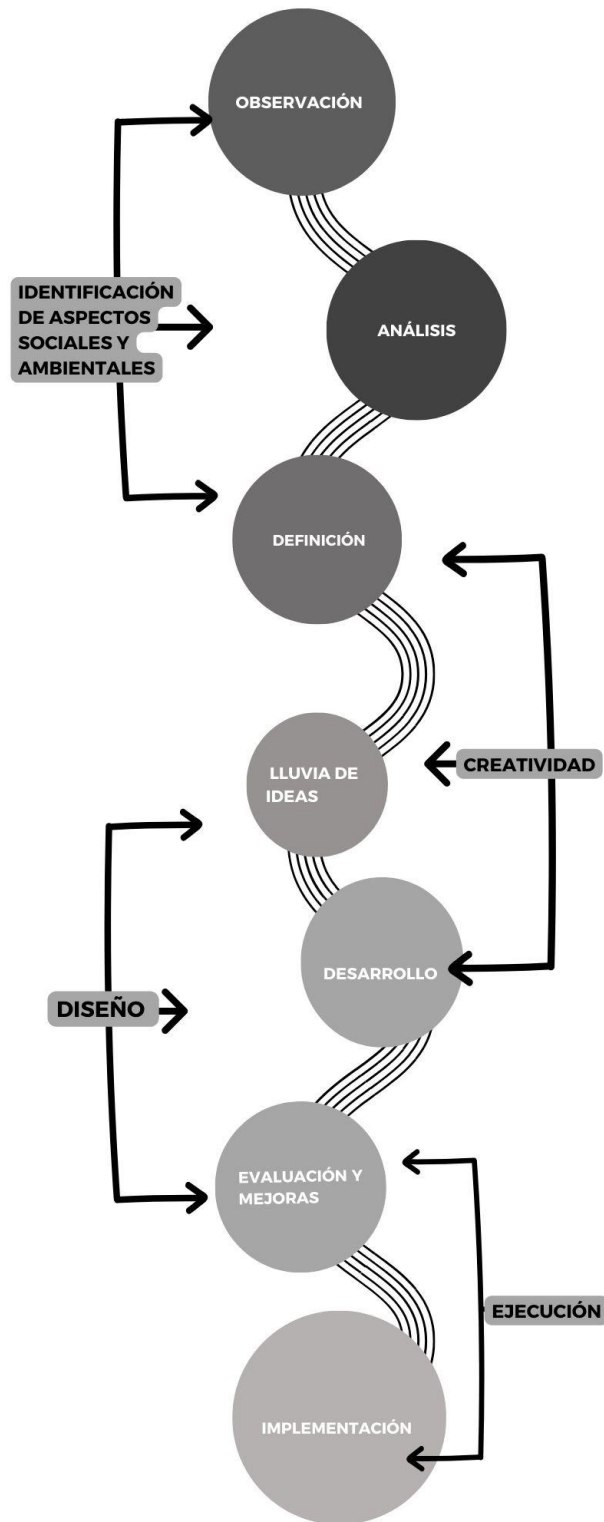 OBSERVACIÓN
IDENTIFICACIÓN
DE ASPECTOS
SOCIALES Y
AMBIENTALES
ANÁLISIS
DEFINICIÓN
LLUVIA DE
IDEAS
CREATIVIDAD
DESARROLLO
DISEÑO
EVALUACIÓN Y
MEJORAS
EJECUCIÓN
IMPLEMENTACIÓN